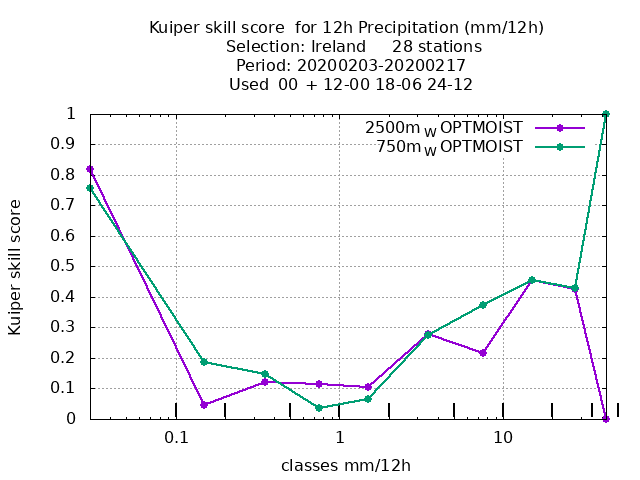 Kuiper skill score  for 12h Precipitation (mm/12h)
Selection: Ireland     28 stations
Period: 20200203-20200217
Used  00 + 12-00 18-06 24-12
2500m W OPTMOIST
750m W OPTMOIST
1
0.9
0.8
0.7
0.6
0.5
0.4
0.3
0.2
0.1
0
Kuiper skill score
0.1 1 10
classes mm/12h